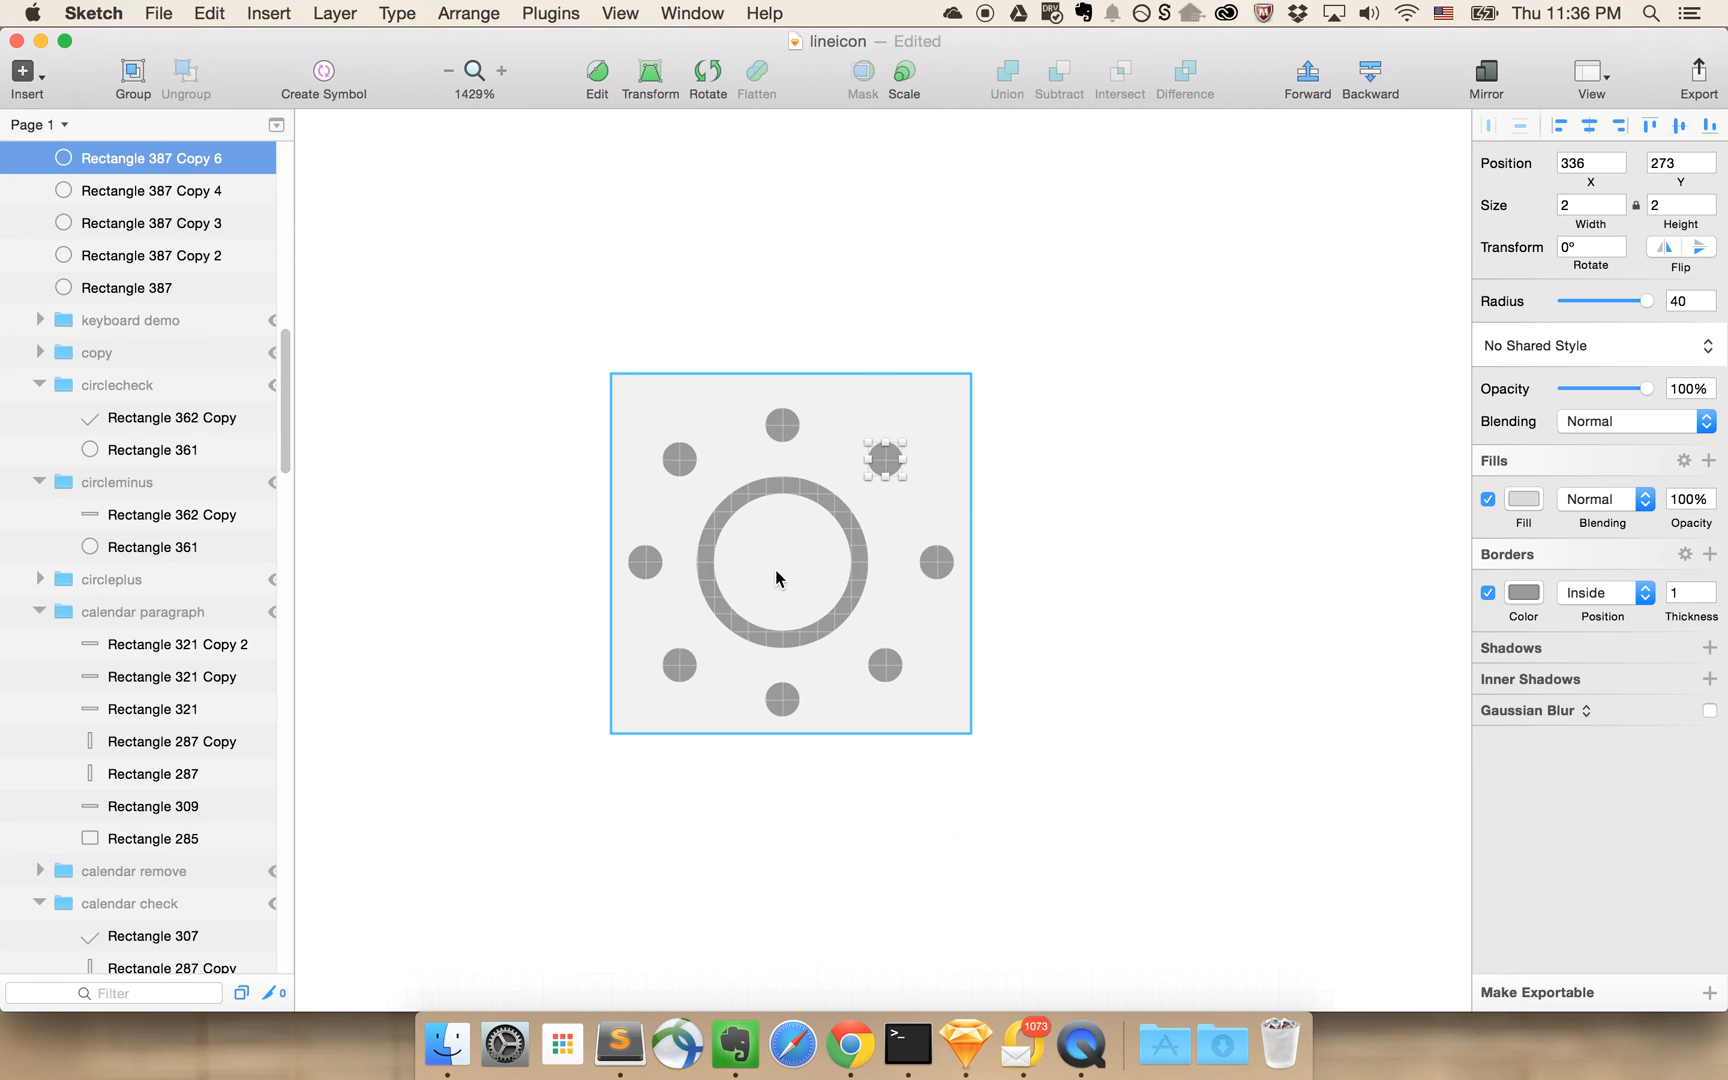 Sketch File Edit Insert Layer Type Arrange Plugins View Window Help
DRV S Thu 11:36 PM
lineicon — Edited
Insert Group Ungroup Create Symbol 1429% Edit Transform Rotate Flatten Mask Scale Union Subtract Intersect Difference Forward Backward Mirror View Export
Page 1
Rectangle 387 Copy 6
Rectangle 387 Copy 4
Rectangle 387 Copy 3
Rectangle 387 Copy 2
Rectangle 387
keyboard demo
copy
circlecheck
Rectangle 362 Copy
Rectangle 361
circleminus
Rectangle 362 Copy
Rectangle 361
circleplus
calendar paragraph
Rectangle 321 Copy 2
Rectangle 321 Copy
Rectangle 321
Rectangle 287 Copy
Rectangle 287
Rectangle 309
Rectangle 285
calendar remove
calendar check
Rectangle 307
Rectangle 287 Copy
Filter 0
Position 336 273
X Y
Size 2 2
Width Height
Transform 0º
Rotate Flip
Radius 40
No Shared Style
Opacity 100%
Blending Normal
Fills
Normal 100%
Fill Blending Opacity
Borders
Inside 1
Color Position Thickness
Shadows
Inner Shadows
Gaussian Blur
Make Exportable
S >_ 1073